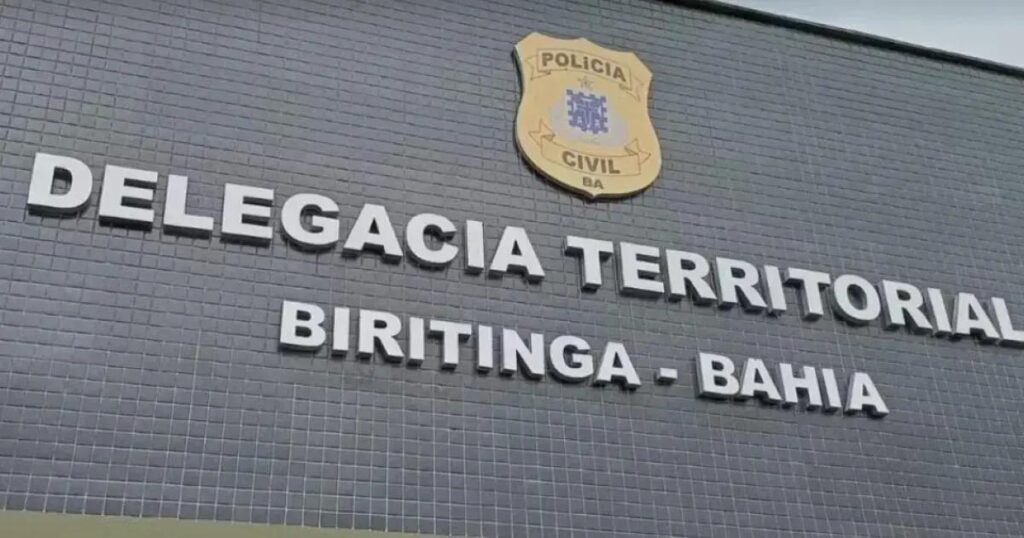 POLICIA
CIVIL
BA
DELEGACIA TERRITORIAL
BIRITINGA - BAHIA